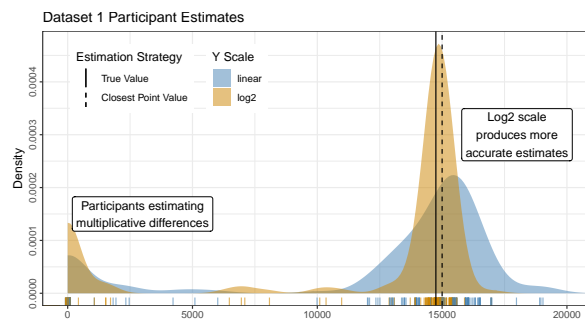 Dataset 1 Participant Estimates
Estimation Strategy
True Value
Closest Point Value
Y Scale
linear
log2
Log2 scale
produces more
accurate estimates
Participants estimating
multiplicative differences
Density
0.0004
0.0003
0.0002
0.0001
0.0000
0
5000
10000
15000
20000